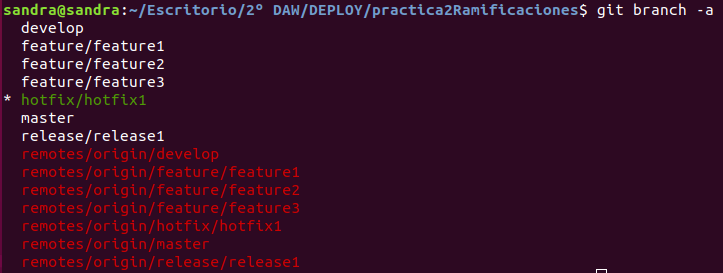 sandra@sandra:~/Escritorio/2º DAW/DEPLOY/practica2Ramificaciones$ git branch -a
develop
feature/feature1
feature/feature2
feature/feature3
* hotfix/hotfix1
master
release/release1
remotes/origin/develop
remotes/origin/feature/feature1
remotes/origin/feature/feature2
remotes/origin/feature/feature3
remotes/origin/hotfix/hotfix1
remotes/origin/master
remotes/origin/release/release1